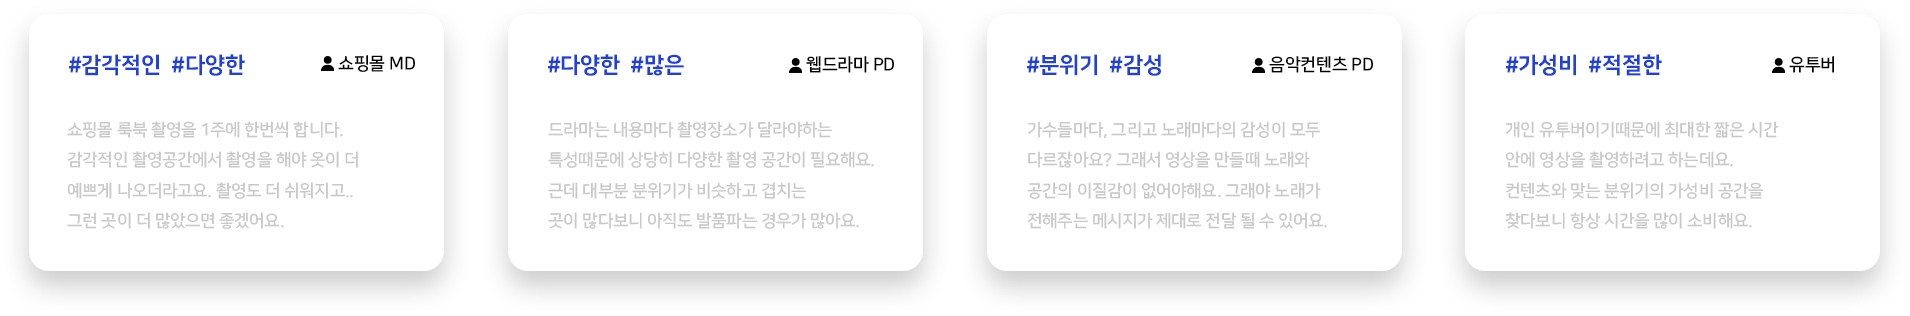 #감각적인 #다양한 쇼핑몰 MD
쇼핑몰 룩북 촬영을 1주에 한번씩 합니다.
감각적인 촬영공간에서 촬영을 해야 옷이 더
예쁘게 나오더라고요. 촬영도 더 쉬워지고..
그런 곳이 더 많았으면 좋겠어요.
#다양한 #많은 웹드라마 PD
드라마는 내용마다 촬영장소가 달라야하는
특성때문에 상당히 다양한 촬영 공간이 필요해요.
근데 대부분 분위기가 비슷하고 겹치는
곳이 많다보니 아직도 발품파는 경우가 많아요.
#분위기 #감성 음악컨텐츠 PD
가수들마다, 그리고 노래마다의 감성이 모두
다르잖아요? 그래서 영상을 만들때 노래와
공간의 이질감이 없어야해요. 그래야 노래가
전해주는 메시지가 제대로 전달 될 수 있어요.
#가성비 #적절한 유투버
개인 유투버이기때문에 최대한 짧은 시간
안에 영상을 촬영하려고 하는데요.
컨텐츠와 맞는 분위기의 가성비 공간을
찾다보니 항상 시간을 많이 소비해요.